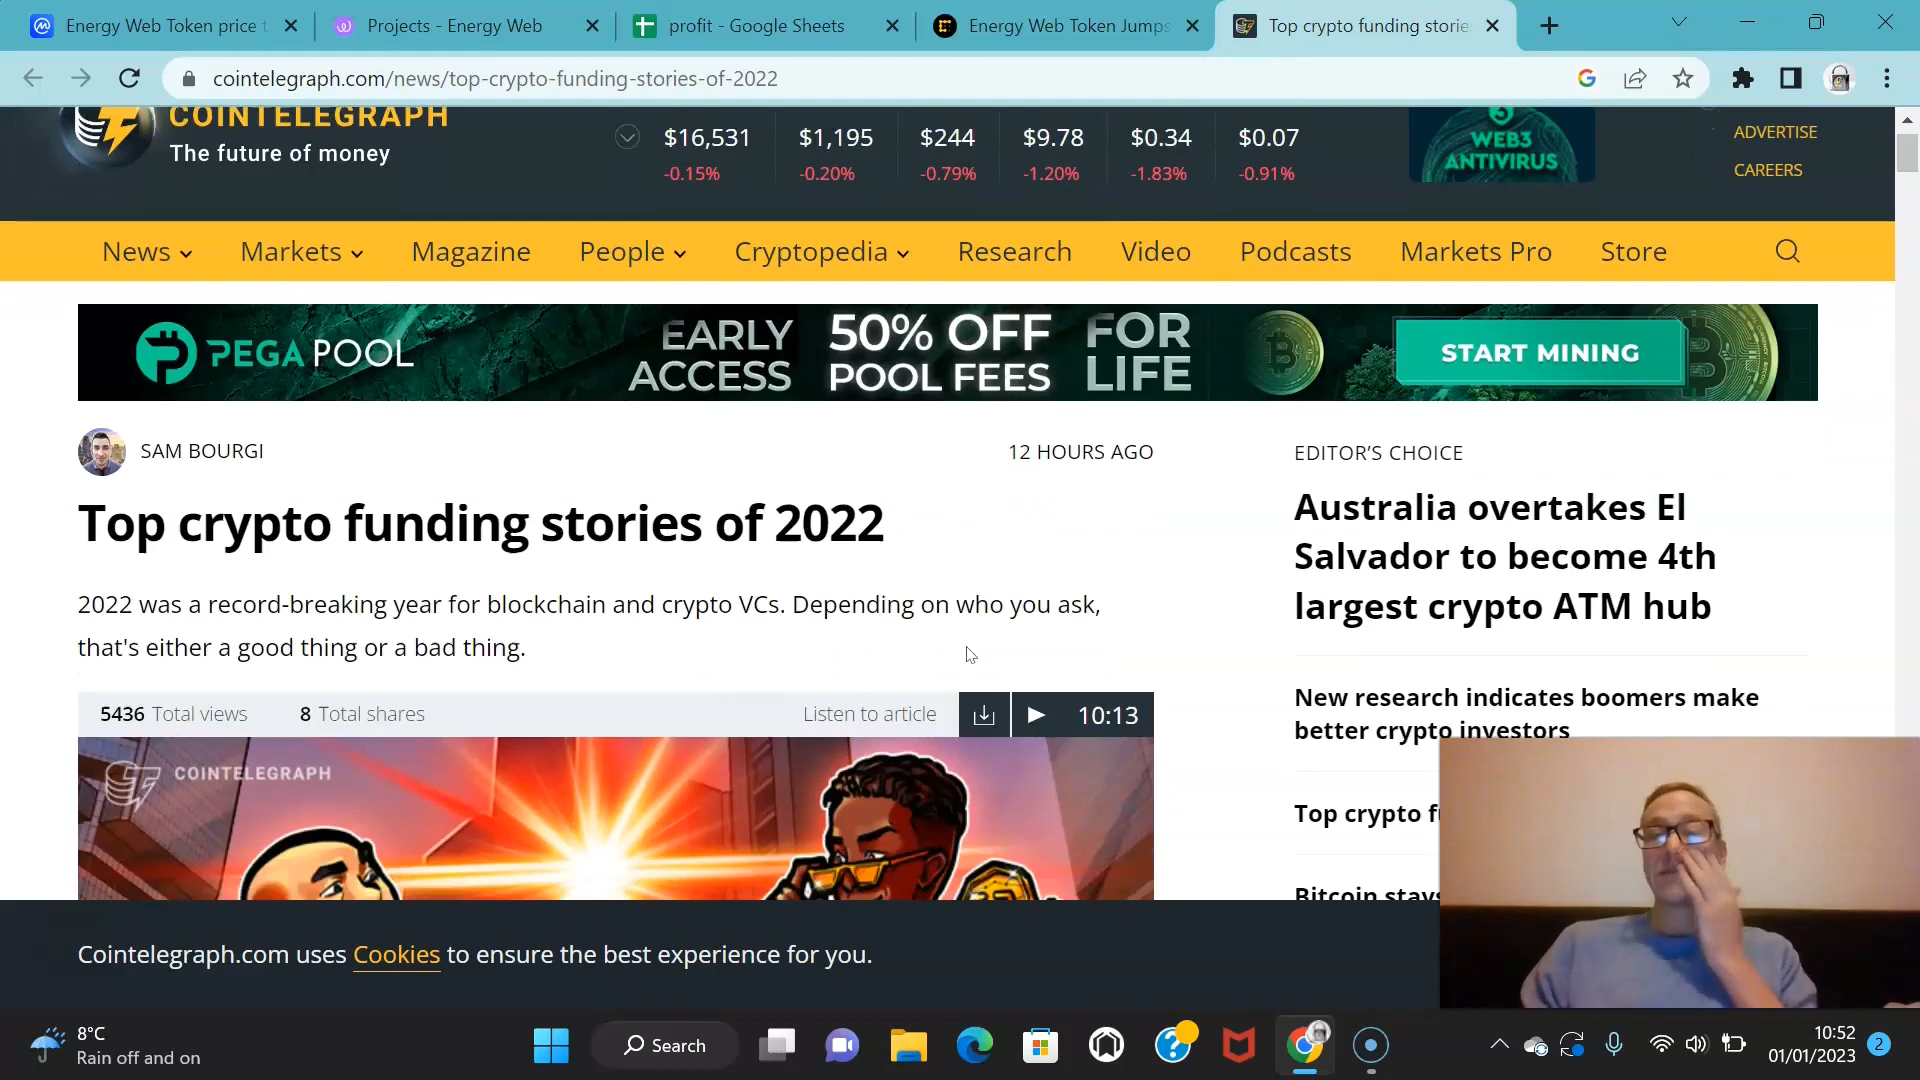 Energy Web Token price t
Projects - Energy Web
profit - Google Sheets
Energy Web Token Jumps
Top crypto funding storie
cointelegraph.com/news/top-crypto-funding-stories-of-2022
COINTELEGRAPH
The future of money
$16,531 $1,195 $244 $9.78 $0.34 $0.07
-0.15% -0.20% -0.79% -1.20% -1.83% -0.91%
WEB3
ANTIVIRUS
ADVERTISE
CAREERS
News Markets Magazine People Cryptopedia Research Video Podcasts Markets Pro Store
PEGA POOL
EARLY
ACCESS
50% OFF
POOL FEES
FOR
LIFE
START MINING
SAM BOURGI
12 HOURS AGO
Top crypto funding stories of 2022
2022 was a record-breaking year for blockchain and crypto VCs. Depending on who you ask,
that's either a good thing or a bad thing.
5436 Total views 8 Total shares Listen to article 10:13
COINTELEGRAPH
EDITOR'S CHOICE
Australia overtakes El
Salvador to become 4th
largest crypto ATM hub
New research indicates boomers make
better crypto investors
Top crypto f
Bitcoin stays
Cointelegraph.com uses Cookies to ensure the best experience for you.
8°C
Rain off and on
Search
10:52
01/01/2023
2